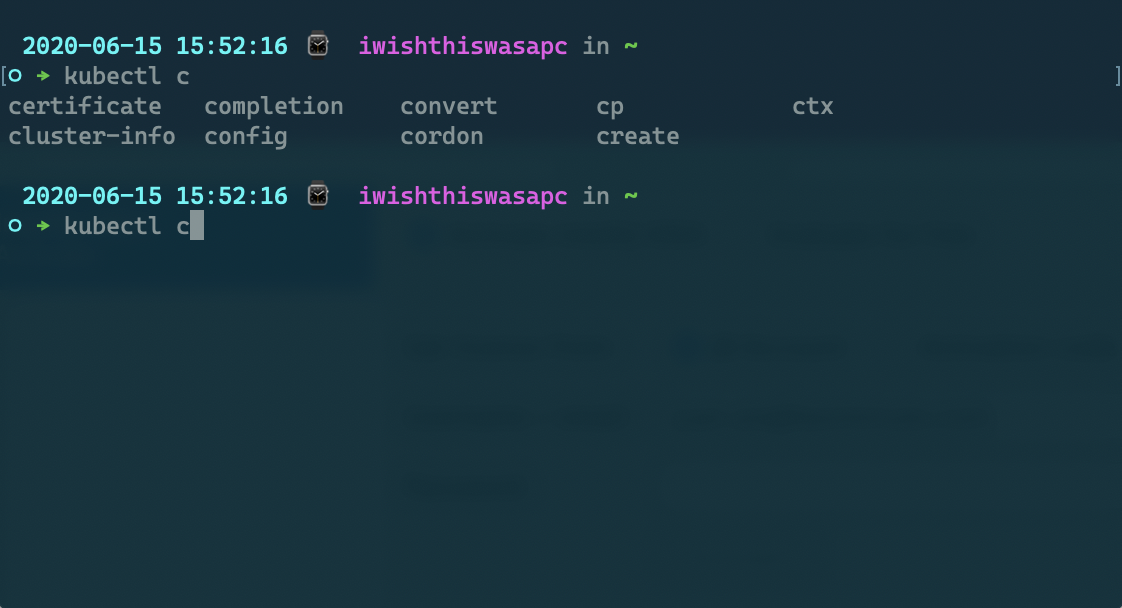 2020-06-15 15:52:16 ⌚ iwishthiswasapc in ~
[○ → kubectl c ]
certificate completion convert cp ctx
cluster-info config cordon create
2020-06-15 15:52:16 ⌚ iwishthiswasapc in ~
○ → kubectl c